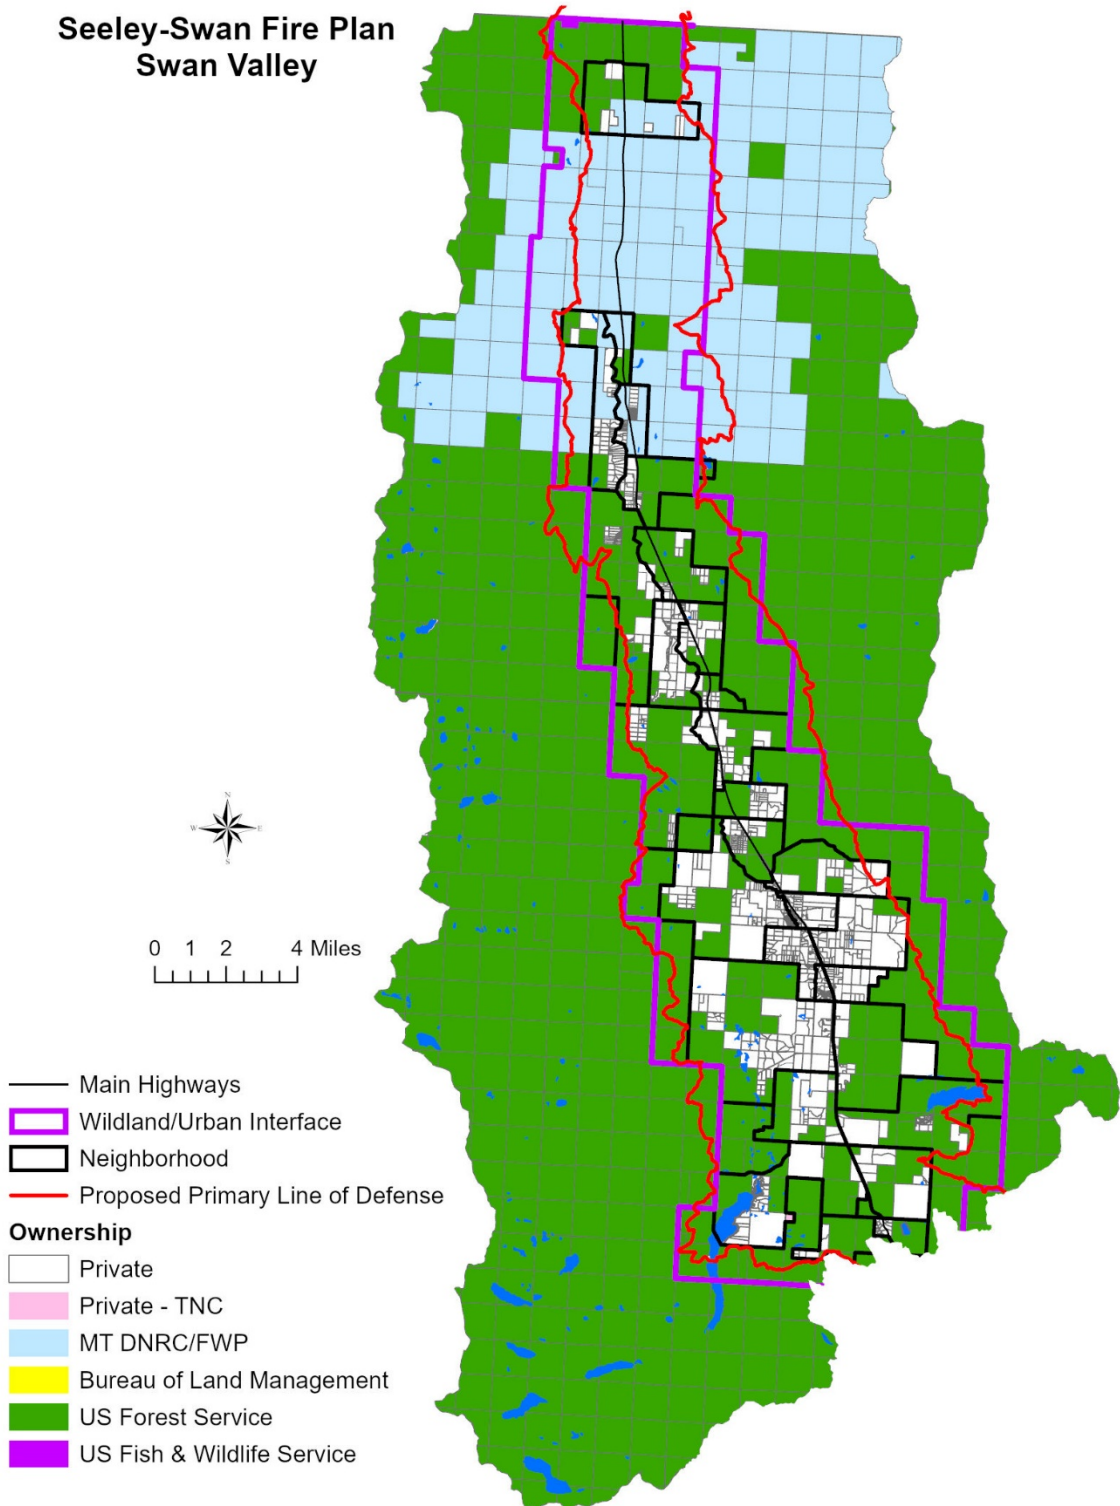 Seeley-Swan Fire Plan
Swan Valley
N
W E
S
0 2 4 Miles
Main Highways
Wildland/Urban Interface
Neighborhood
Proposed Primary Line of Defense
Ownership
Private
Private - TNC
MT DNRC/FWP
Bureau of Land Management
US Forest Service
US Fish & Wildlife Service